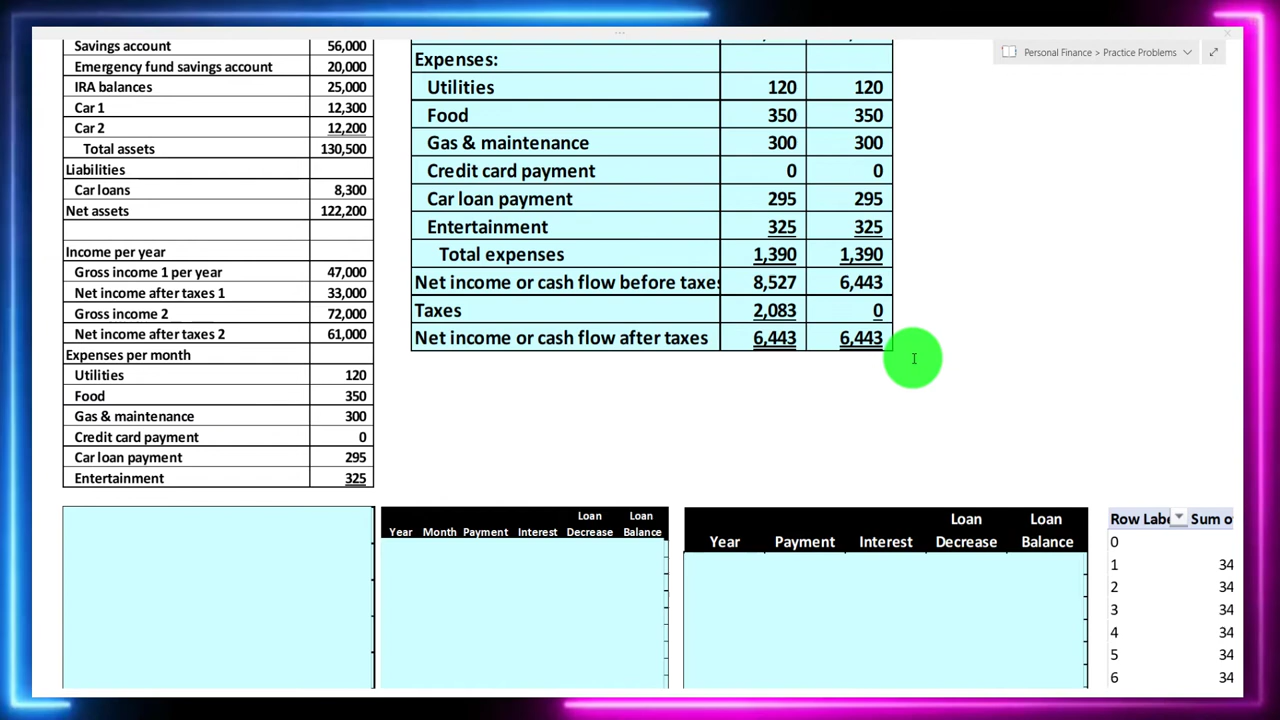 Personal Finance > Practice Problems
Savings account 56,000
Emergency fund savings account 20,000
IRA balances 25,000
Car 1 12,300
Car 2 12,200
Total assets 130,500
Liabilities
Car loans 8,300
Net assets 122,200
Income per year
Gross income 1 per year 47,000
Net income after taxes 1 33,000
Gross income 2 72,000
Net income after taxes 2 61,000
Expenses per month
Utilities 120
Food 350
Gas & maintenance 300
Credit card payment 0
Car loan payment 295
Entertainment 325
Expenses:
Utilities 120 120
Food 350 350
Gas & maintenance 300 300
Credit card payment 0 0
Car loan payment 295 295
Entertainment 325 325
Total expenses 1,390 1,390
Net income or cash flow before taxes 8,527 6,443
Taxes 2,083 0
Net income or cash flow after taxes 6,443 6,443
Loan Loan
Year Month Payment Interest Decrease Balance
Loan Loan
Year Payment Interest Decrease Balance
Row Labe Sum o
0
1 34
2 34
3 34
4 34
5 34
6 34